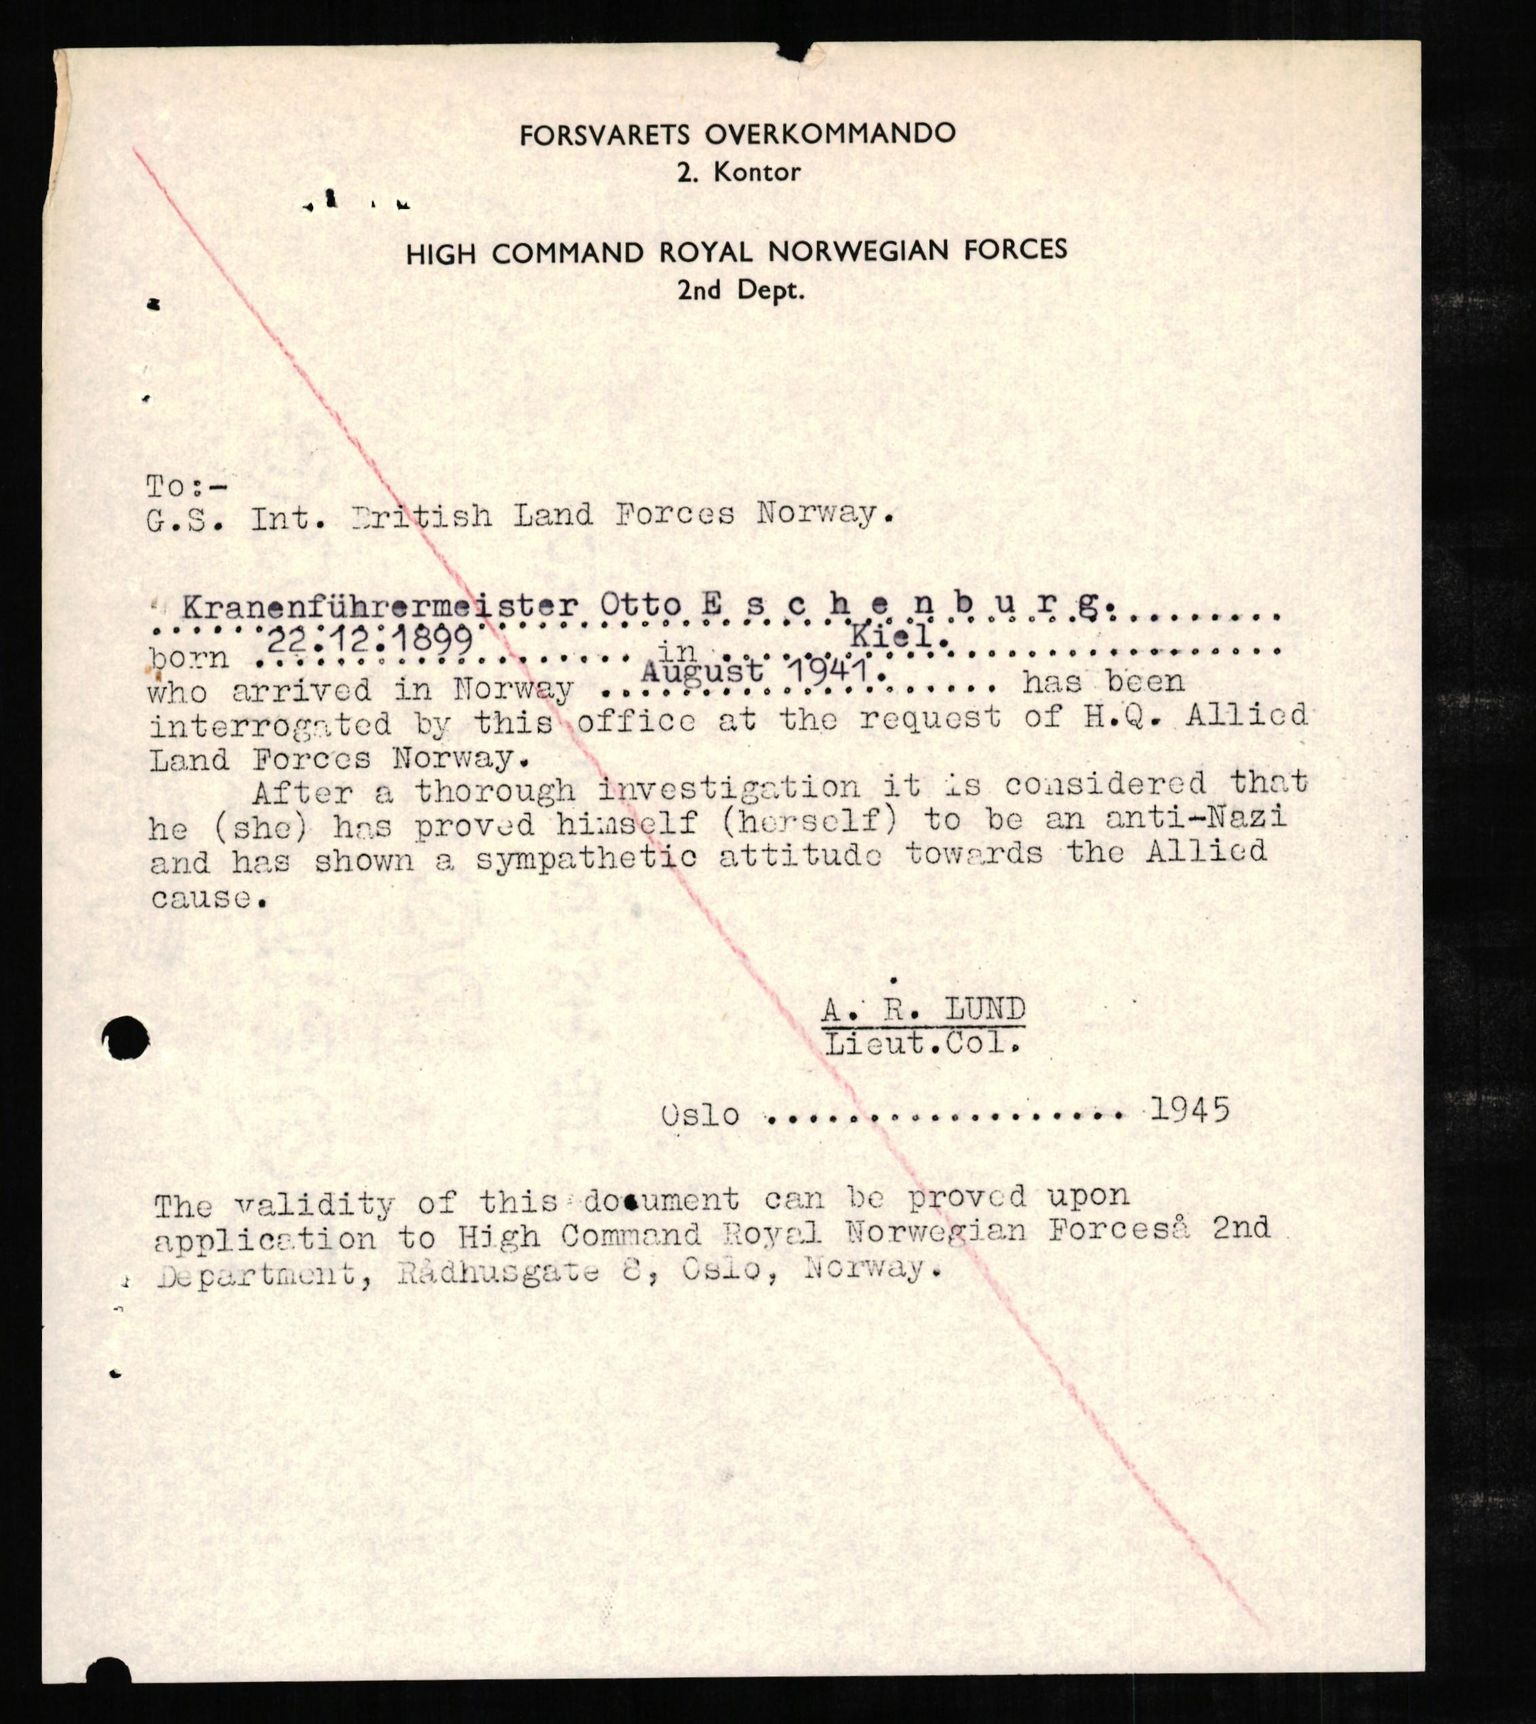 FORSVARETS OVERKOMMANDO
2. Kontor
HIGH COMMAND ROYAL NORWEGIAN FORCES
2nd Dept.
To:-
G.S. Int. British Land Forces Norway.
Kranenführermeister Otto E s c h e n b u r g.
born 22.12.1899 in Kiel.
who arrived in Norway August 1941. has been
interrogated by this office at the request of H.Q. Allied
Land Forces Norway.
After a thorough investigation it is considered that
he (she) has proved himself (herself) to be an anti-Nazi
and has shown a sympathetic attitude towards the Allied
cause.
A. R. LUND
Lieut.Col.
Oslo .................. 1945
The validity of this document can be proved upon
application to High Command Royal Norwegian Forceså 2nd
Department, Rådhusgate 8, Oslo, Norway.